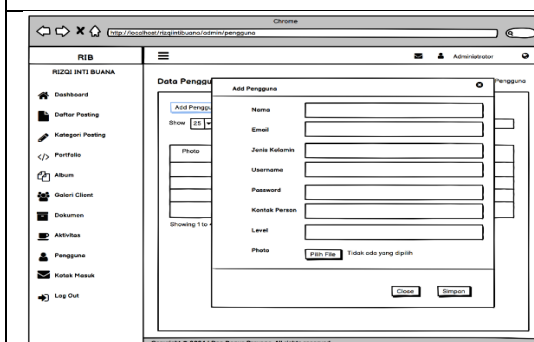 Chrome
http://localhost/rizqiintibuana/admin/pengguna
RIB
Administrator
RIZQI INTI BUANA
Dashboard
Daftar Posting
Kategori Posting
</> Portfolio
Album
Galeri Client
Dokumen
Aktivitas
Pengguna
Kotak Masuk
Log Out
Data Penggu
Pengguna
Add Pengg
Show 25
Photo
Showing 1 to
Add Pengguna
Nama
Email
Jenis Kelamin
Username
Password
Kontak Person
Level
Photo
Pilih File Tidak ada yang dipilih
Close Simpan